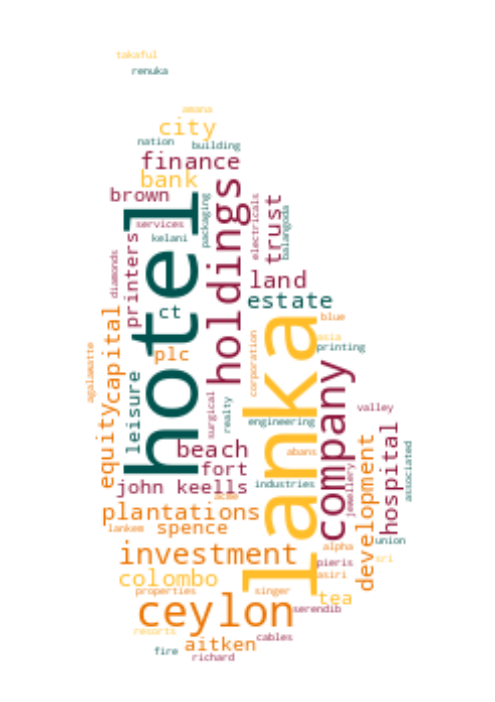 takaful
renuka
amana
city
nation
building
finance
bank
brown
hotel
holdings
packaging
electricals
trust
balangoda
services
kelani
printers
diamonds
land
estate
ct
capital
plc
lanka
blue
asia
printing
agalawatte
equity
leisure
surgical
realty
corporation
company
valley
engineering
beach
fort
abans
john keells
industries
jewellery
hospital
associated
development
acme
plantations
lankem
spence
union
alpha
sri
investment
pieris
asiri
colombo
properties
singer
tea
ceylon
serendib
resorts
cables
aitken
fire
richard